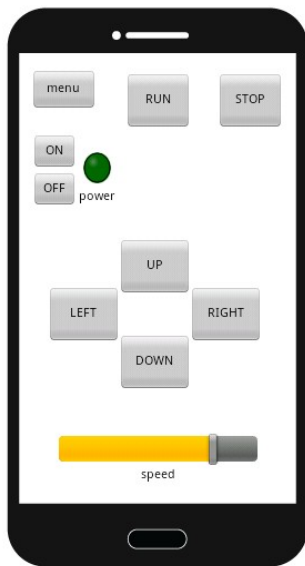 menu
RUN
STOP
ON
OFF
power
UP
LEFT
RIGHT
DOWN
speed